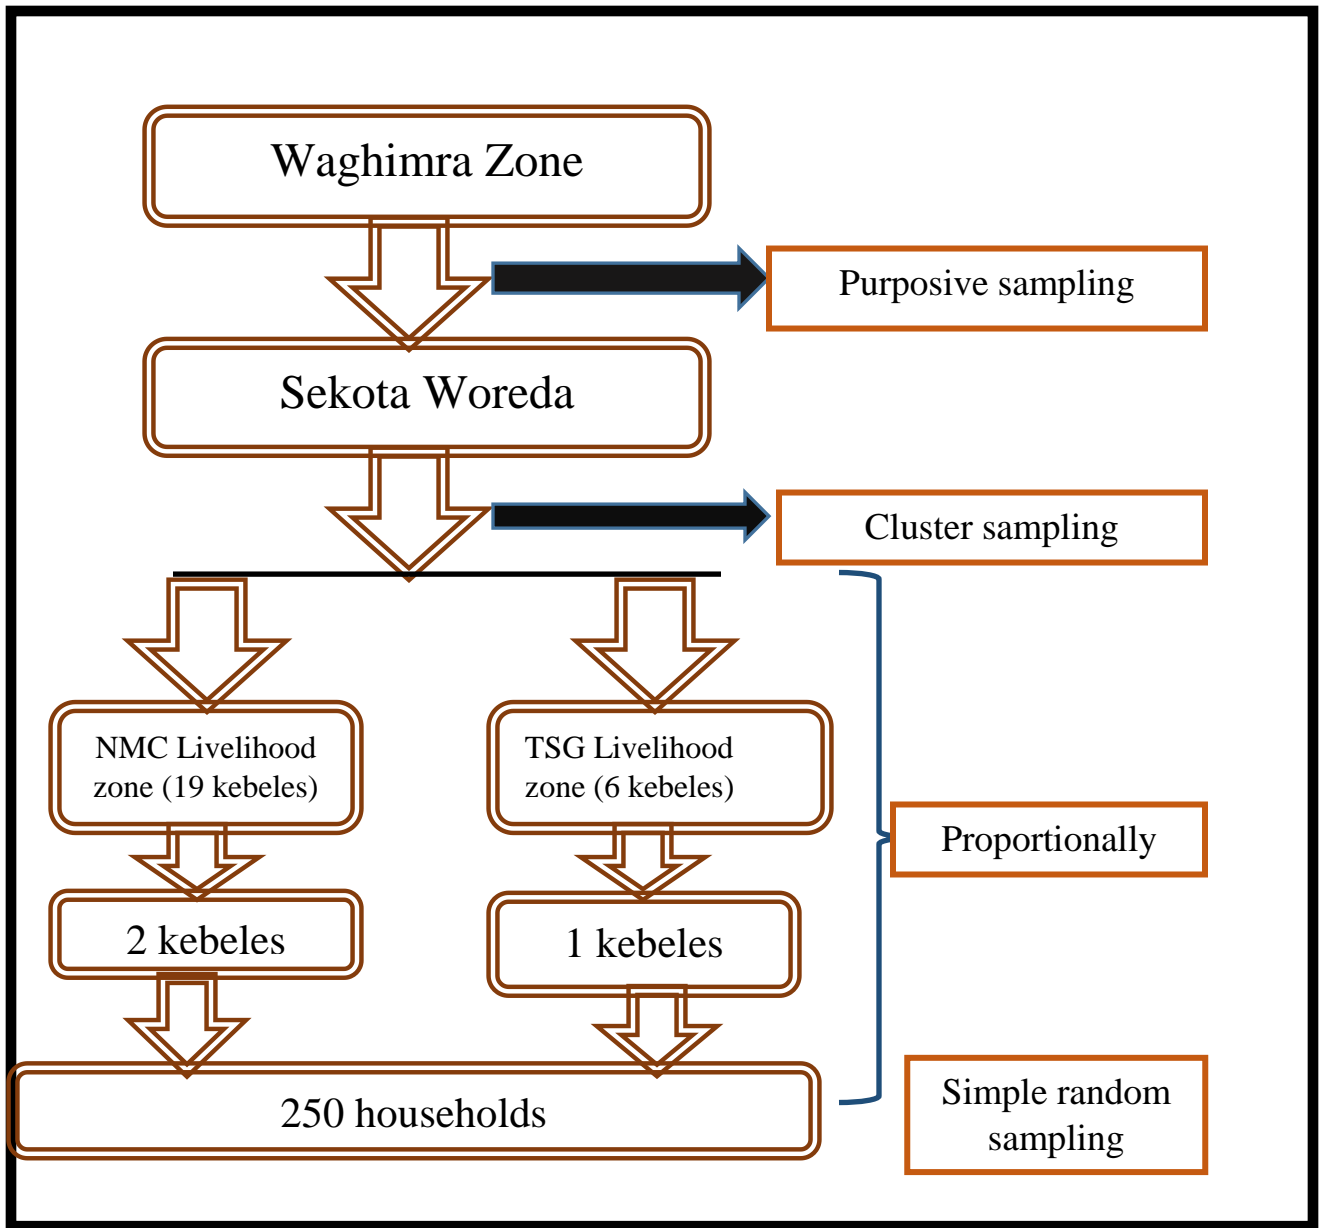 Waghimra Zone
Purposive sampling
Sekota Woreda
Cluster sampling
NMC Livelihood
zone (19 kebeles)
TSG Livelihood
zone (6 kebeles)
Proportionally
2 kebeles
1 kebeles
250 households
Simple random
sampling